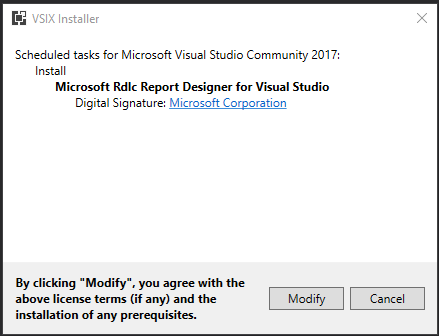 VSIX Installer
Scheduled tasks for Microsoft Visual Studio Community 2017:
Install
Microsoft Rdlc Report Designer for Visual Studio
Digital Signature: Microsoft Corporation
By clicking "Modify", you agree with the
above license terms (if any) and the
installation of any prerequisites.
Modify
Cancel